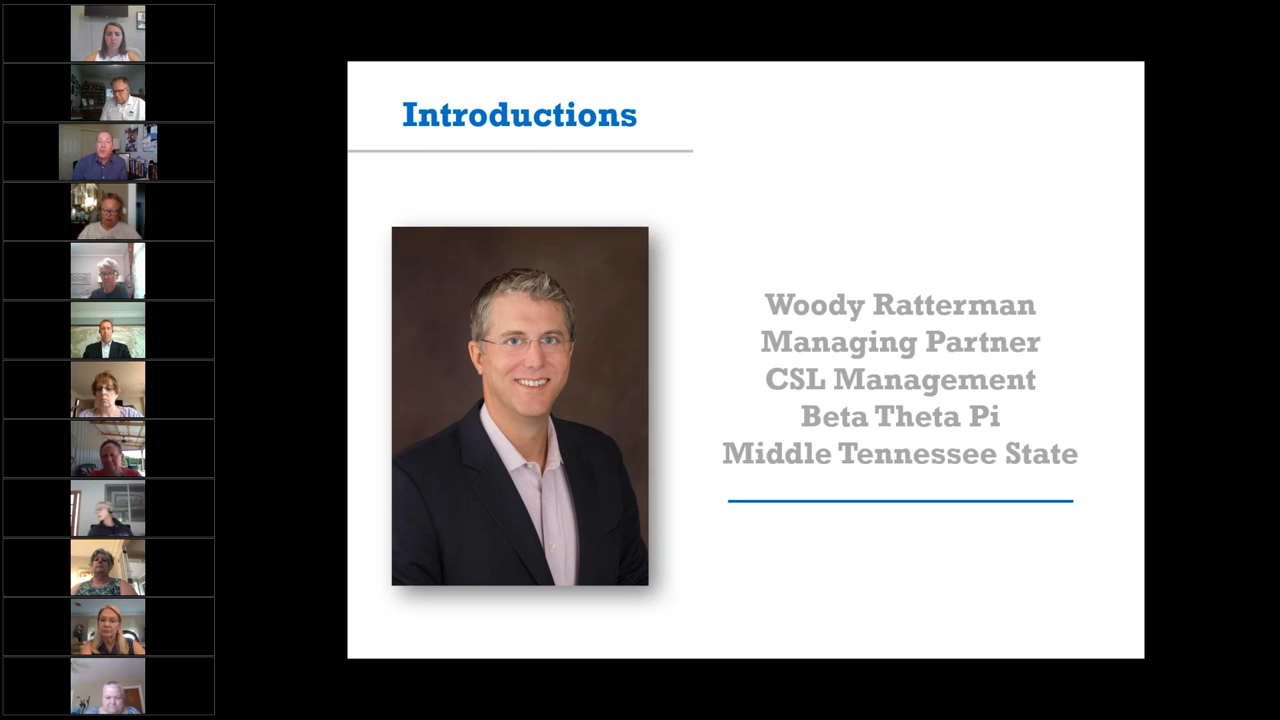 Introductions
Woody Ratterman
Managing Partner
CSL Management
Beta Theta Pi
Middle Tennessee State